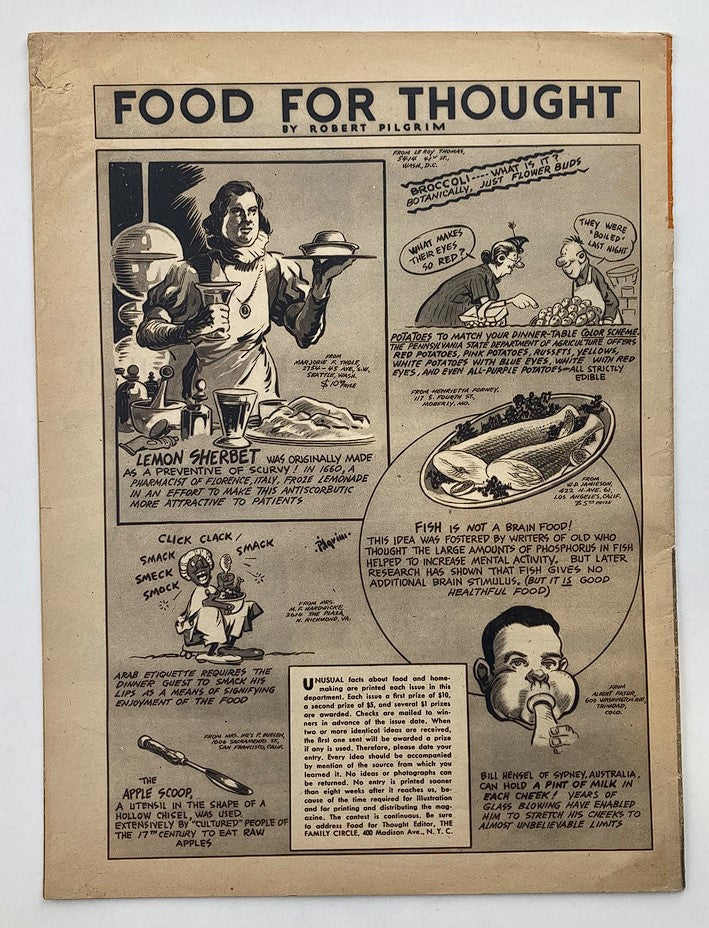 FOOD FOR THOUGHT
BY ROBERT PILGRIM
FROM
MARJORIE F. THOLE,
3754-45 AVE., S.W.
SEATTLE, WASH.
LEMON SHERBET WAS ORIGINALLY MADE
AS A PREVENTIVE OF SCURVY! IN 1660, A
PHARMACIST OF FLORENCE, ITALY, FROZE LEMONADE
IN AN EFFORT TO MAKE THIS ANTISCORBUTIC
MORE ATTRACTIVE TO PATIENTS
FROM LE ROY THOMAS,
5414 41ST ST.,
WASH., D.C.
BROCCOLI----WHAT IS IT?
BOTANICALLY, JUST FLOWER BUDS
WHAT MAKES
THEIR EYES
SO RED?
THEY WERE
"BOILED"
LAST NIGHT
POTATOES TO MATCH YOUR DINNER-TABLE COLOR SCHEME.
THE PENNSYLVANIA STATE DEPARTMENT OF AGRICULTURE OFFERS
RED POTATOES, PINK POTATOES, RUSSETS, YELLOWS,
WHITE POTATOES WITH BLUE EYES, WHITE WITH RED
EYES, AND EVEN ALL-PURPLE POTATOES—ALL STRICTLY
EDIBLE
FROM HENRIETTA FORNEY,
117 S. FOURTH ST.,
MOBERLY, MO.
FROM
W.D. JAMIESON,
422 N. AVE. 61,
LOS ANGELES, CALIF.
FISH IS NOT A BRAIN FOOD!
THIS IDEA WAS FOSTERED BY WRITERS OF OLD WHO
THOUGHT THE LARGE AMOUNTS OF PHOSPHORUS IN FISH
HELPED TO INCREASE MENTAL ACTIVITY. BUT LATER
RESEARCH HAS SHOWN THAT FISH GIVES NO
ADDITIONAL BRAIN STIMULUS. (BUT IT IS GOOD
HEALTHFUL FOOD)
CLICK CLACK
SMACK
SMACK
SMECK
SMOCK
Pilgrim
FROM MRS.
M.F. HARDWICKE,
2614 THE PLAZA,
N. RICHMOND, VA.
ARAB ETIQUETTE REQUIRES THE
DINNER GUEST TO SMACK HIS
LIPS AS A MEANS OF SIGNIFYING
ENJOYMENT OF THE FOOD
FROM MRS.
SACRAMENTO ST.,
SAN FRANCISCO, CALIF.
THE
APPLE SCOOP,
A UTENSIL IN THE SHAPE OF A
HOLLOW CHISEL, WAS USED
EXTENSIVELY BY "CULTURED" PEOPLE OF
THE 17TH CENTURY TO EAT RAW
APPLES
UNUSUAL facts about food and home-
making are printed each issue in this
department. Each issue a first prize of $10,
a second prize of $5, and several $1 prizes
are awarded. Checks are mailed to win-
ners in advance of the issue date. When
two or more identical ideas are received,
the first one sent will be awarded a prize
if any is used. Therefore, please date your
entry. Every idea should be accompanied
by mention of the source from which you
learned it. No ideas or photographs can
be returned. No entry is printed sooner
than eight weeks after it reaches us, be-
cause of the time required for illustration
and for printing and distributing the mag-
azine. The contest is continuous. Be sure
to address Food for Thought Editor, THE
FAMILY CIRCLE, 400 Madison Ave., N. Y. C.
FROM
ALBERT
609 WASHINGTON AVE.,
TRINIDAD,
COLO.
BILL HENSEL OF SYDNEY, AUSTRALIA,
CAN HOLD A PINT OF MILK IN
EACH CHEEK! YEARS OF
GLASS BLOWING HAVE ENABLED
HIM TO STRETCH HIS CHEEKS TO
ALMOST UNBELIEVABLE LIMITS